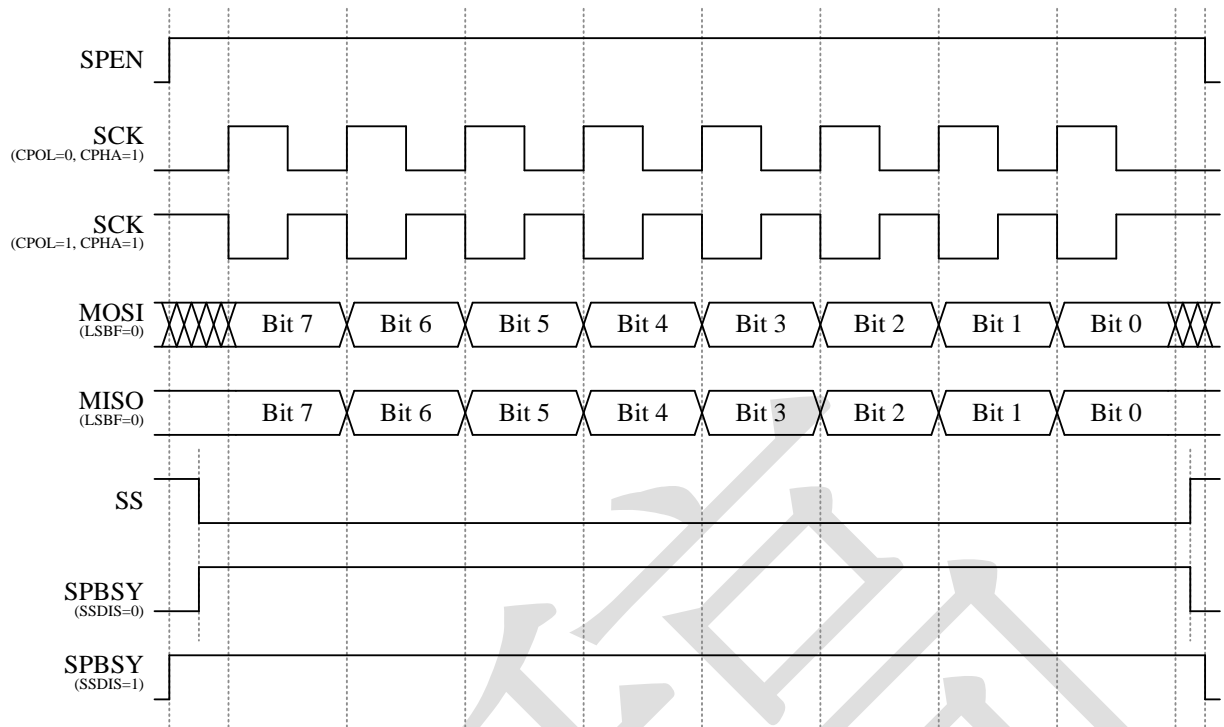 SPEN
SCK
(CPOL=0, CPHA=1)
SCK
(CPOL=1, CPHA=1)
MOSI
(LSBF=0)
Bit 7 Bit 6 Bit 5 Bit 4 Bit 3 Bit 2 Bit 1 Bit 0
MISO
(LSBF=0)
Bit 7 Bit 6 Bit 5 Bit 4 Bit 3 Bit 2 Bit 1 Bit 0
SS
SPBSY
(SSDIS=0)
SPBSY
(SSDIS=1)